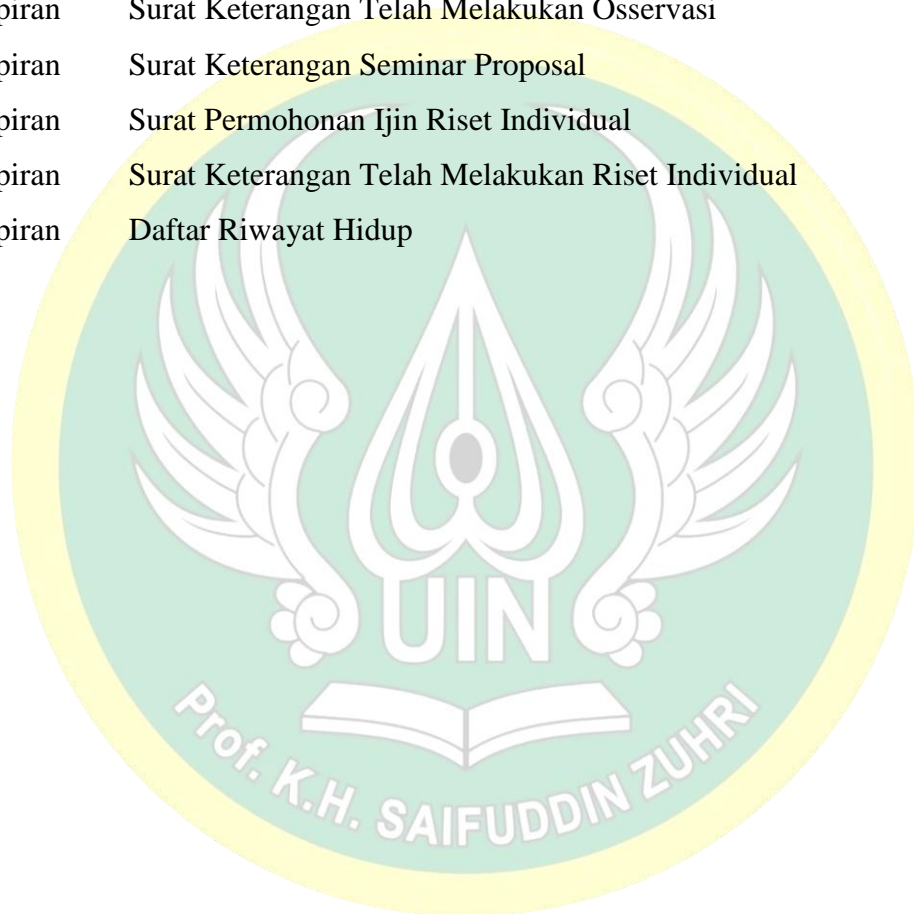 piran Surat Keterangan Telah Melakukan Osservasi
piran Surat Keterangan Seminar Proposal
piran Surat Permohonan Ijin Riset Individual
piran Surat Keterangan Telah Melakukan Riset Individual
piran Daftar Riwayat Hidup
UIN
Prof. K.H. SAIFUDDIN ZUHRI